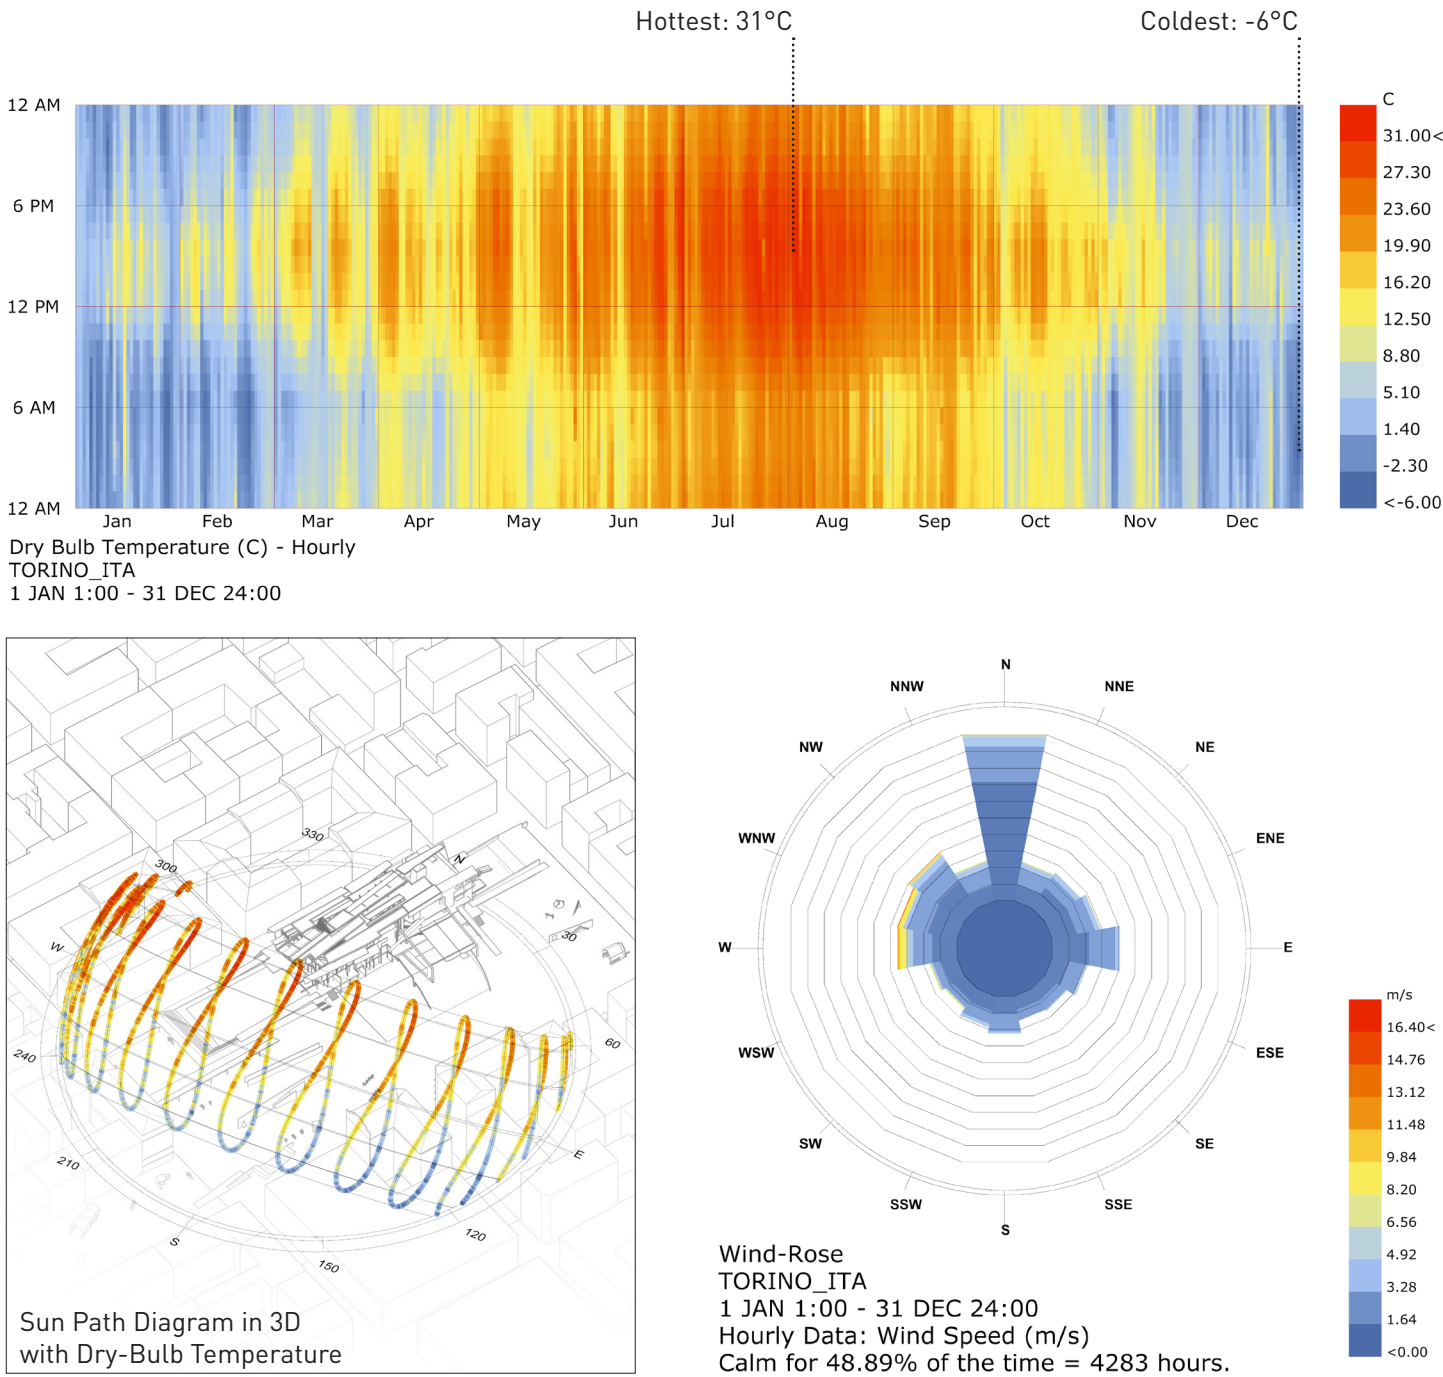 Hottest: 31°C
Coldest: -6°C
12 AM
6 PM
12 PM
6 AM
12 AM
Jan Feb Mar Apr May Jun Jul Aug Sep Oct Nov Dec
C
31.00<
27.30
23.60
19.90
16.20
12.50
8.80
5.10
1.40
-2.30
<-6.00
Dry Bulb Temperature (C) - Hourly
TORINO_ITA
1 JAN 1:00 - 31 DEC 24:00
330
N
300
W
30
240
60
210
E
S
120
150
Sun Path Diagram in 3D
with Dry-Bulb Temperature
N
NNW
NNE
NW
NE
WNW
ENE
W
E
WSW
ESE
SW
SE
SSW
SSE
S
m/s
16.40<
14.76
13.12
11.48
9.84
8.20
6.56
4.92
3.28
1.64
<0.00
Wind-Rose
TORINO_ITA
1 JAN 1:00 - 31 DEC 24:00
Hourly Data: Wind Speed (m/s)
Calm for 48.89% of the time = 4283 hours.